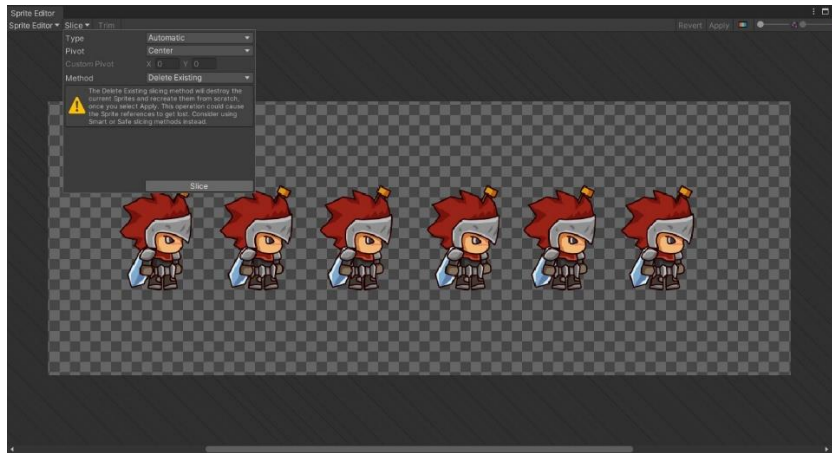 Sprite Editor
Sprite Editor Slice Trim Revert Apply
Type Automatic
Pivot Center
Custom Pivot X 0 Y 0
Method Delete Existing
The Delete Existing slicing method will destroy the
current Sprites and recreate them from scratch,
once you select Apply. This operation could cause
the Sprite references to get lost. Consider using
Smart or Safe slicing methods instead.
Slice